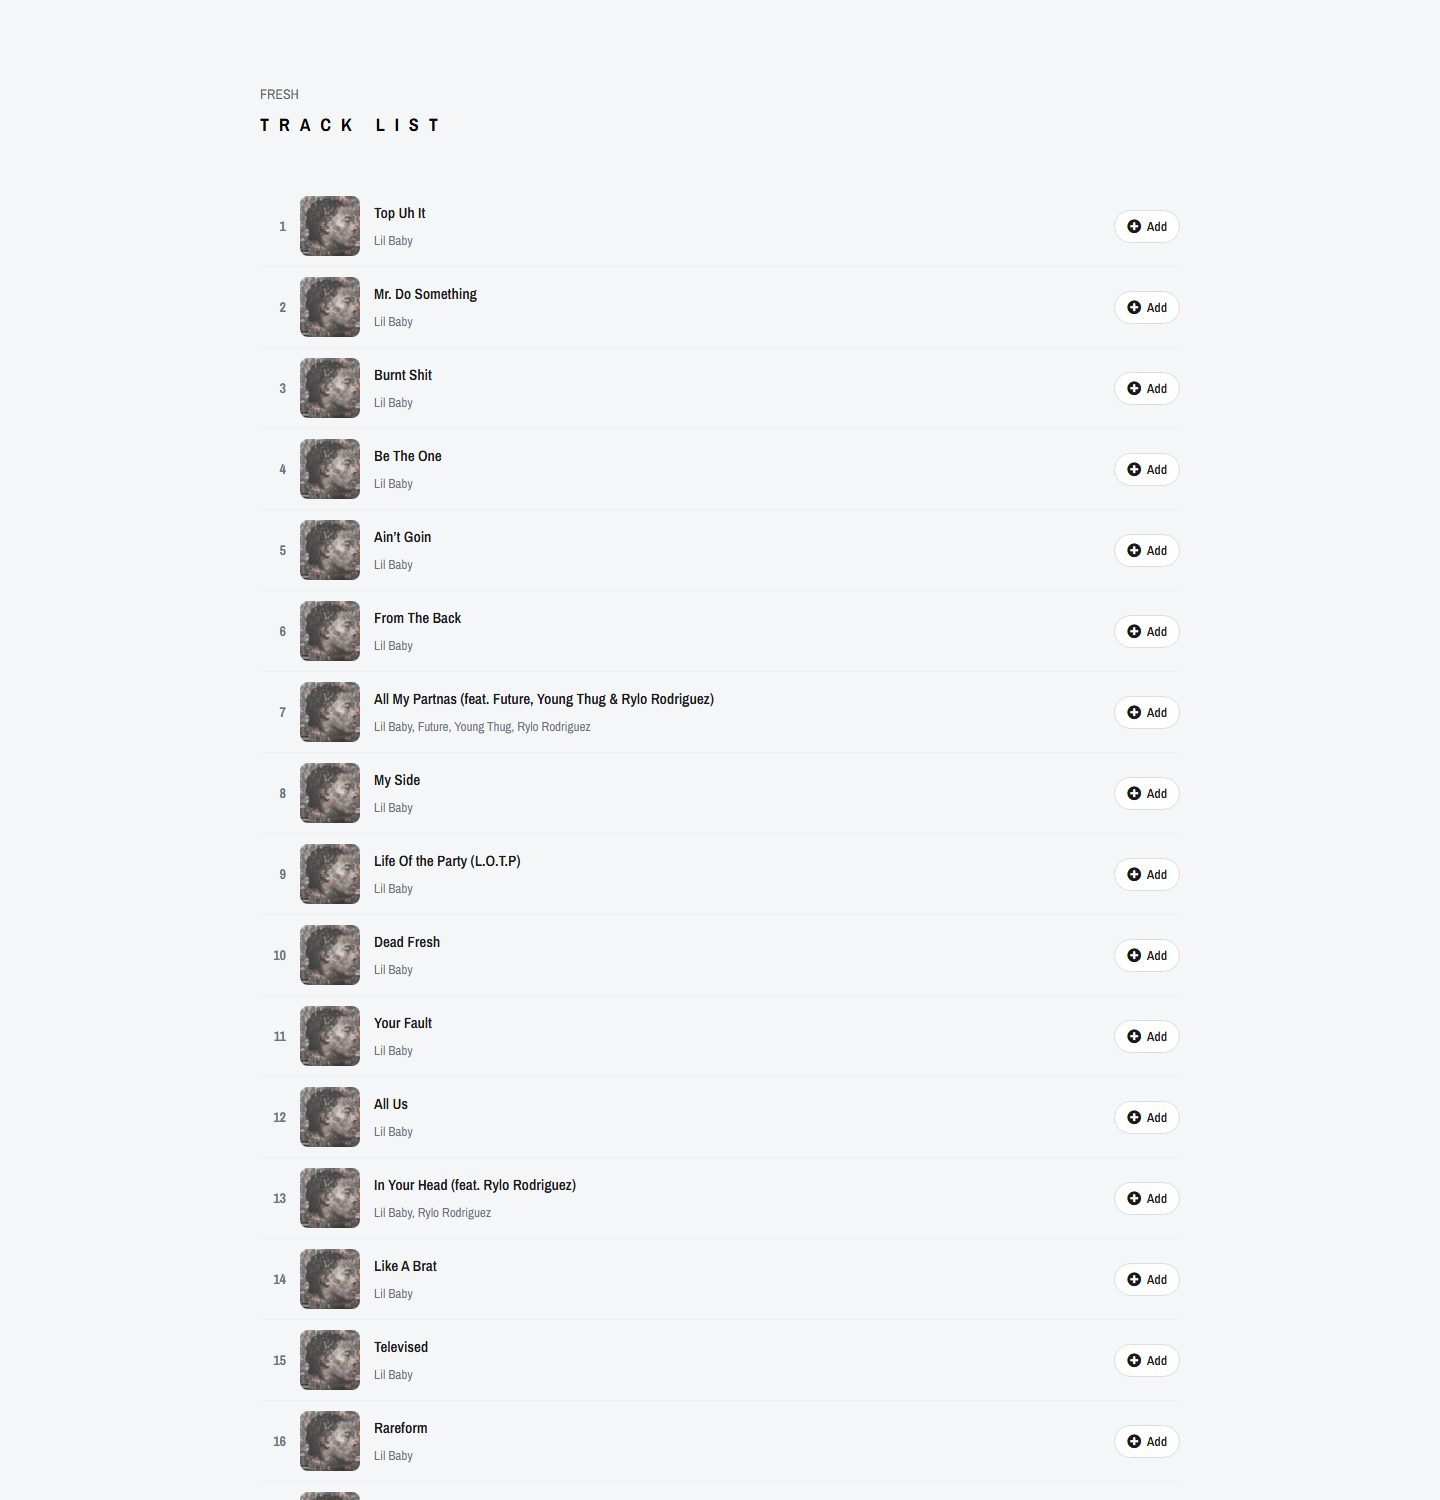 FRESH
TRACK LIST
1
Top Uh It
Lil Baby
Add
2
Mr. Do Something
Lil Baby
Add
3
Burnt Shit
Lil Baby
Add
4
Be The One
Lil Baby
Add
5
Ain’t Goin
Lil Baby
Add
6
From The Back
Lil Baby
Add
7
All My Partnas (feat. Future, Young Thug & Rylo Rodriguez)
Lil Baby, Future, Young Thug, Rylo Rodriguez
Add
8
My Side
Lil Baby
Add
9
Life Of the Party (L.O.T.P)
Lil Baby
Add
10
Dead Fresh
Lil Baby
Add
11
Your Fault
Lil Baby
Add
12
All Us
Lil Baby
Add
13
In Your Head (feat. Rylo Rodriguez)
Lil Baby, Rylo Rodriguez
Add
14
Like A Brat
Lil Baby
Add
15
Televised
Lil Baby
Add
16
Rareform
Lil Baby
Add